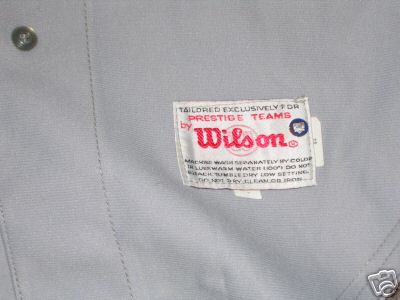 TAILORED EXCLUSIVELY FOR
PRESTIGE TEAMS
by
Wilson®
MACHINE WASH SEPARATELY BY COLOR
IN LUKEWARM WATER (100°) DO NOT
BLEACH, TUMBLE DRY LOW SETTING.
DO NOT DRY CLEAN OR IRON